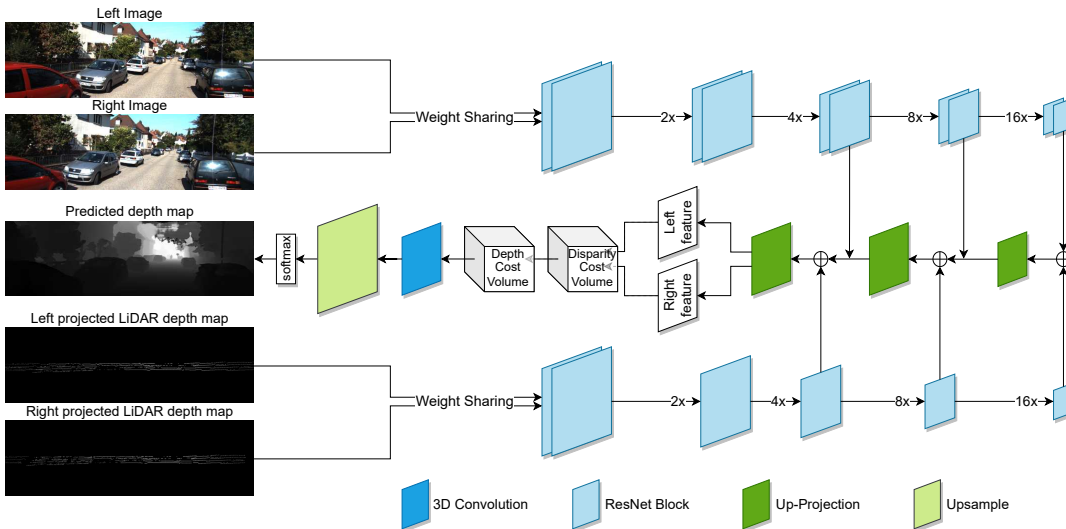 Left Image
Right Image
Weight Sharing
2x
4x
8x
16x
Predicted depth map
softmax
Depth
Cost
Volume
Disparity
Cost
Volume
Left
feature
Right
feature
Left projected LiDAR depth map
Right projected LiDAR depth map
Weight Sharing
2x
4x
8x
16x
3D Convolution
ResNet Block
Up-Projection
Upsample